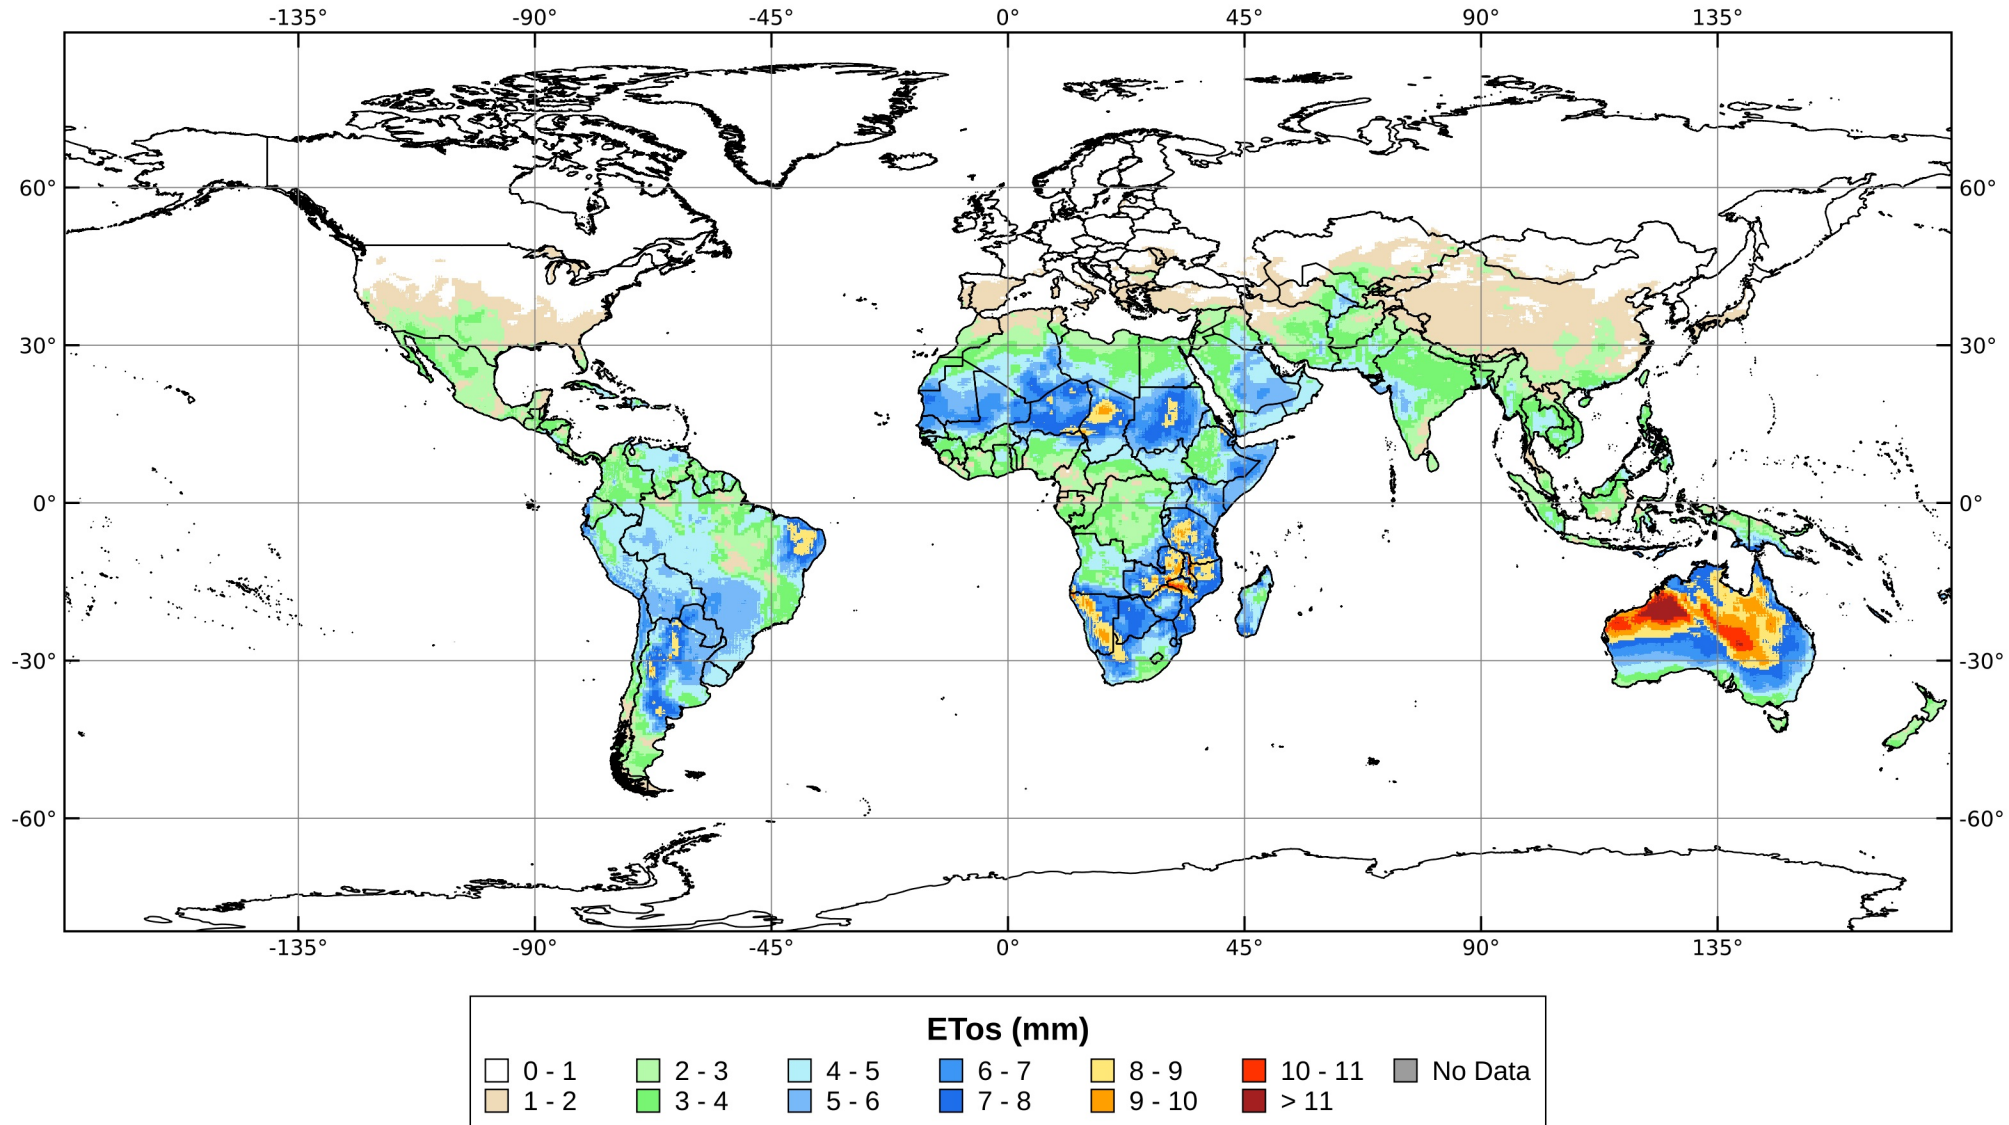 -135° -90° -45° 0° 45° 90° 135°
60° 60°
30° 30°
0° 0°
-30° -30°
-60° -60°
-135° -90° -45° 0° 45° 90° 135°
ETos (mm)
0 - 1 2 - 3 4 - 5 6 - 7 8 - 9 10 - 11 No Data
1 - 2 3 - 4 5 - 6 7 - 8 9 - 10 > 11